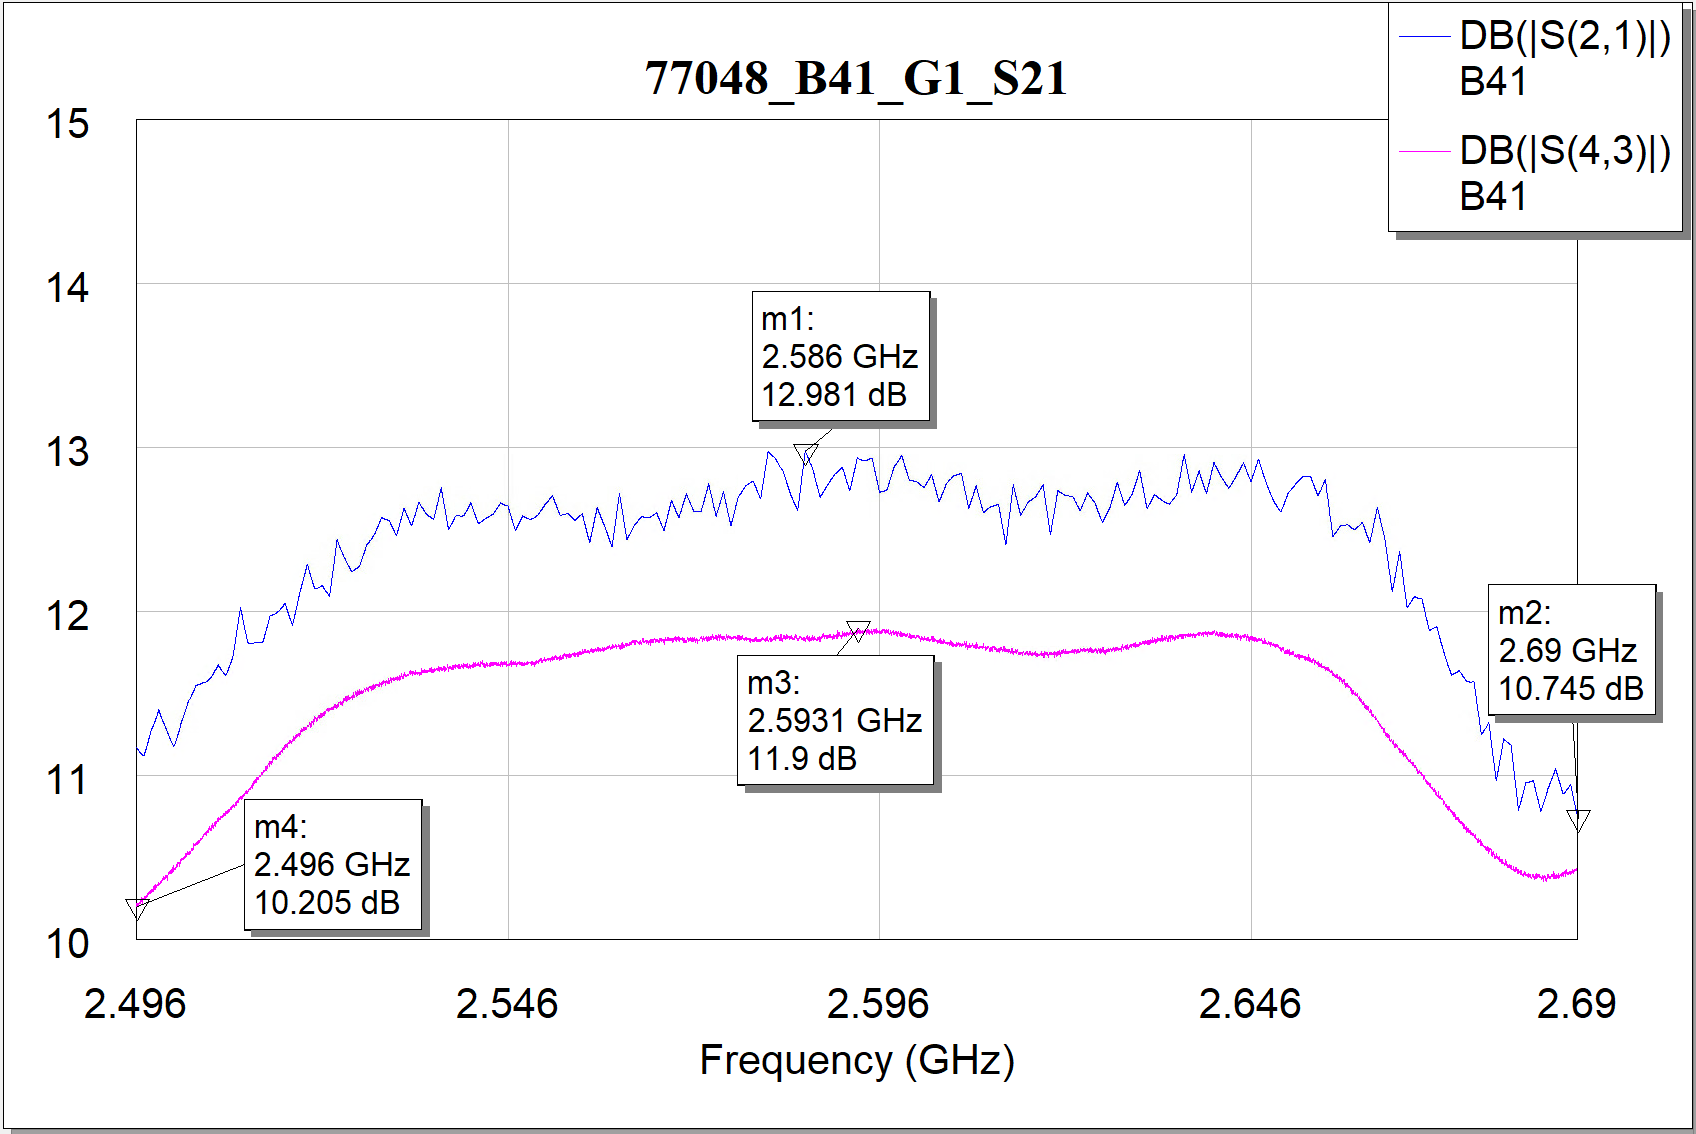 DB(|S(2,1)|)
B41
DB(|S(4,3)|)
B41
77048_B41_G1_S21
15
14
13
12
11
10
m1:
2.586 GHz
12.981 dB
m2:
2.69 GHz
10.745 dB
m3:
2.5931 GHz
11.9 dB
m4:
2.496 GHz
10.205 dB
2.496
2.546
2.596
2.646
2.69
Frequency (GHz)